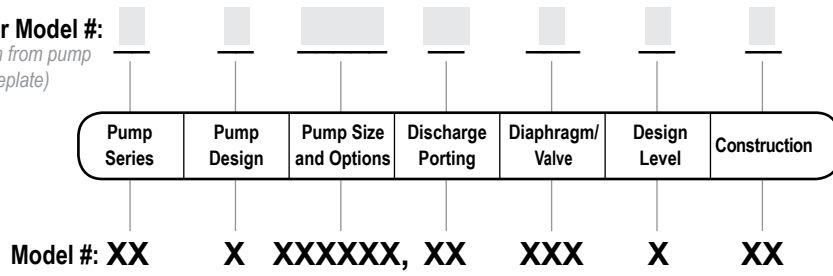 r Model #:
n from pump
eplate)
Pump Series
Pump Design
Pump Size and Options
Discharge Porting
Diaphragm/ Valve
Design Level
Construction
Model #: XX X XXXXXX, XX XXX X XX